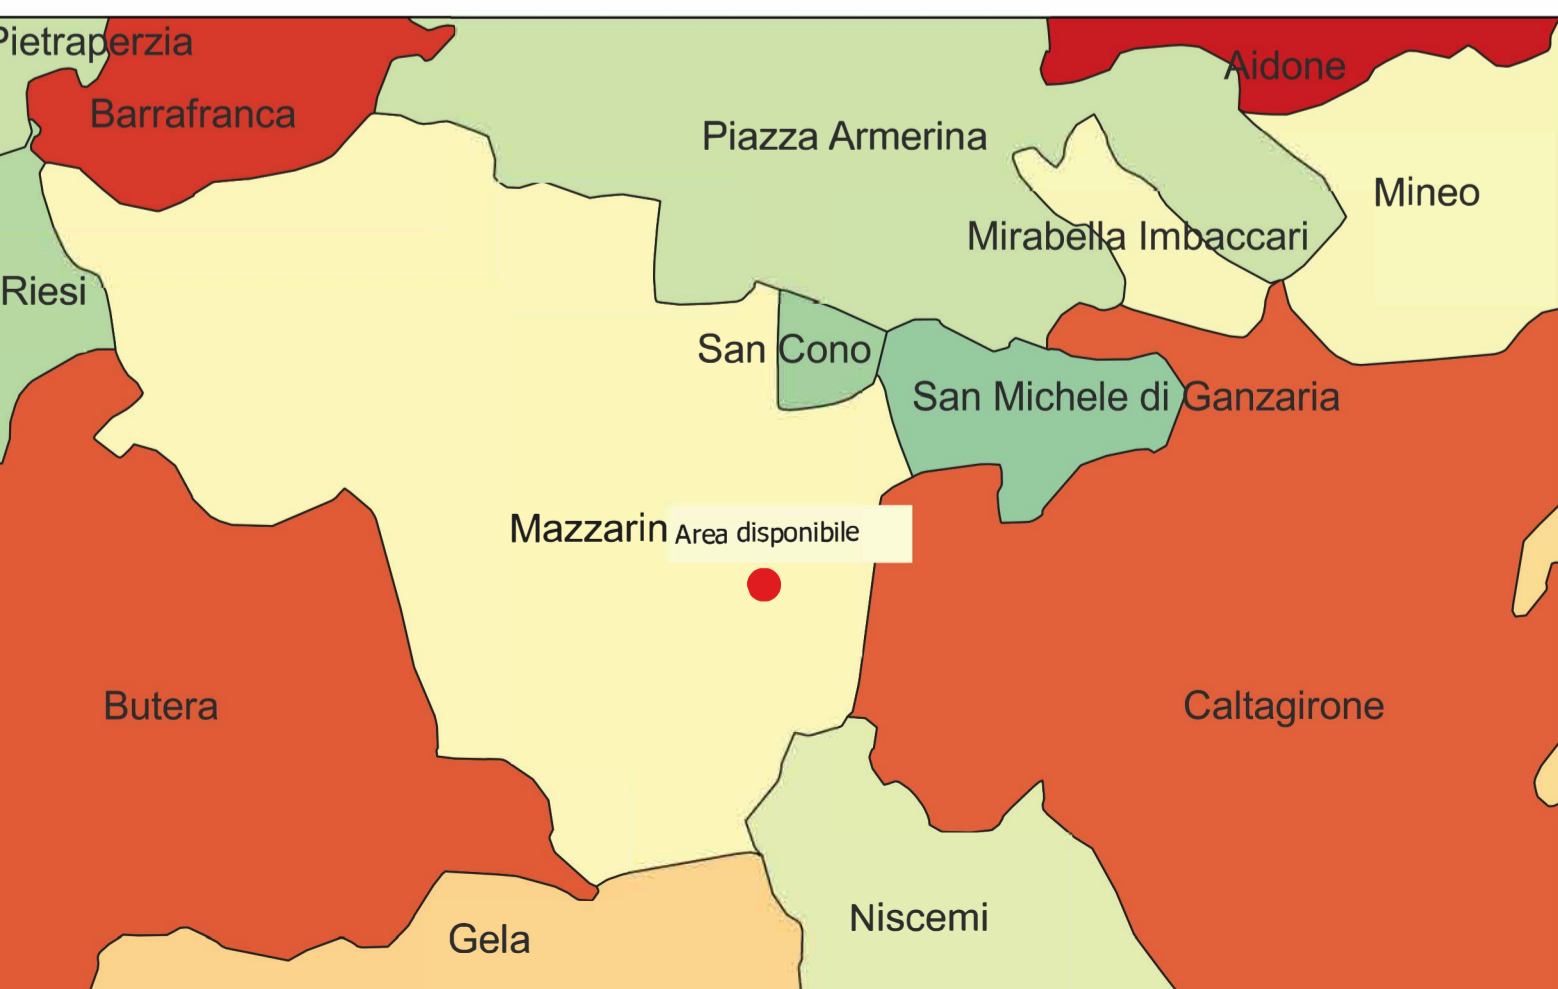 Pietraperzia
Aidone
Barrafranca
Piazza Armerina
Mineo
Mirabella Imbaccari
Riesi
San Cono
San Michele di Ganzaria
Mazzarin
Area disponibile
Butera
Caltagirone
Niscemi
Gela